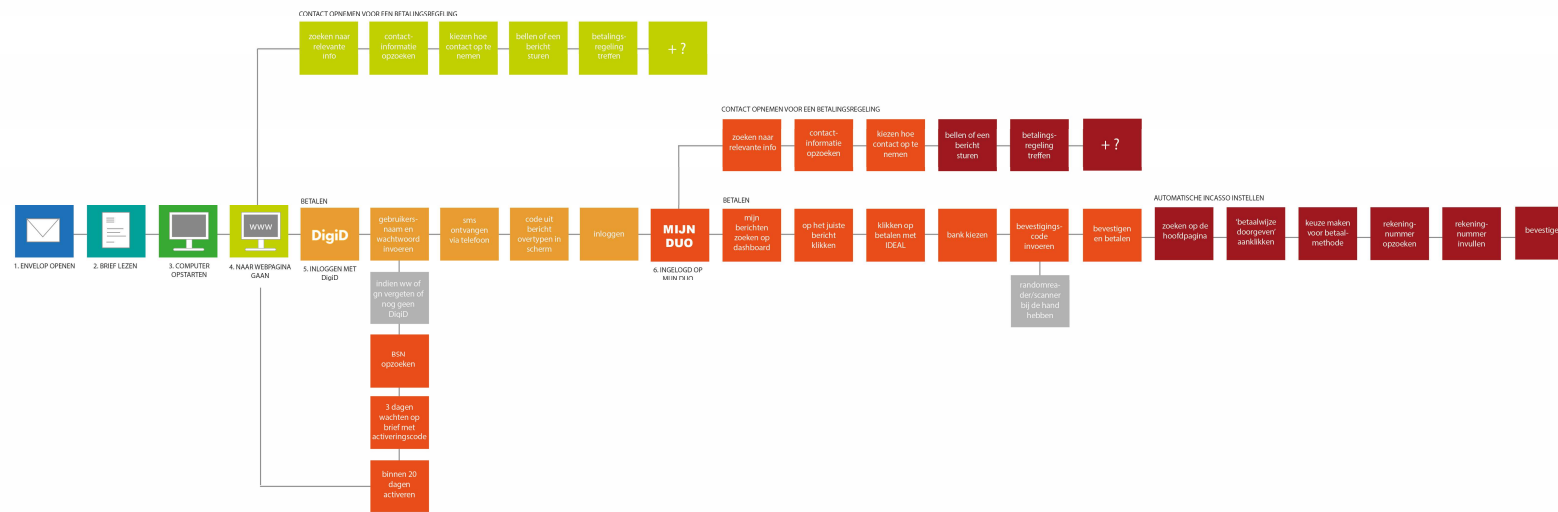 CONTACT OPNEMEN VOOR EEN BETALINGSREGELING
zoeken naar
relevante
info
contact-
informatie
opzoeken
kiezen hoe
contact op te
nemen
bellen of een
bericht
sturen
betalings-
regeling
treffen
+ ?
CONTACT OPNEMEN VOOR EEN BETALINGSREGELING
zoeken naar
relevante info
contact-
informatie
opzoeken
kiezen hoe
contact op te
nemen
bellen of een
bericht
sturen
betalings-
regeling
treffen
+ ?
1. ENVELOP OPENEN
2. BRIEF LEZEN
3. COMPUTER
OPSTARTEN
www
4. NAAR WEBPAGINA
GAAN
BETALEN
DigiD
5. INLOGGEN MET
DigiD
gebruikers-
naam en
wachtwoord
invoeren
sms
ontvangen
via telefoon
code uit
bericht
overtypen in
scherm
inloggen
MIJN
DUO
6. INGELOGD OP
MIJN DUO
BETALEN
mijn
berichten
zoeken op
dashboard
op het juiste
bericht
klikken
klikken op
betalen met
IDEAL
bank kiezen
bevestigings-
code
invoeren
bevestigen
en betalen
AUTOMATISCHE INCASSO INSTELLEN
zoeken op de
hoofdpagina
'betaalwijze
doorgeven'
aanklikken
keuze maken
voor betaal-
methode
rekening-
nummer
opzoeken
rekening-
nummer
invullen
bevestige
indien ww of
gn vergeten of
nog geen
DigiD
randomrea-
der/scanner
bij de hand
hebben
BSN
opzoeken
3 dagen
wachten op
brief met
activeringscode
binnen 20
dagen
activeren